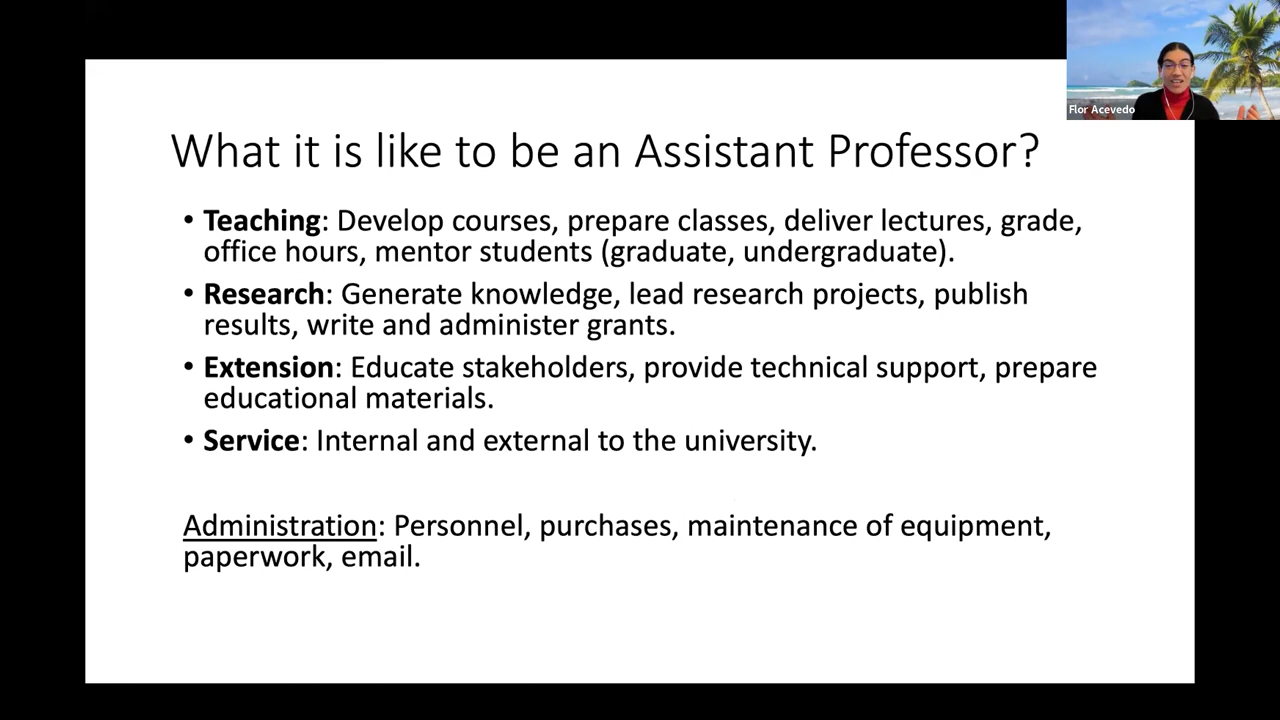 Flor Acevedo
What it is like to be an Assistant Professor?
• Teaching: Develop courses, prepare classes, deliver lectures, grade,
office hours, mentor students (graduate, undergraduate).
• Research: Generate knowledge, lead research projects, publish
results, write and administer grants.
• Extension: Educate stakeholders, provide technical support, prepare
educational materials.
• Service: Internal and external to the university.
Administration: Personnel, purchases, maintenance of equipment,
paperwork, email.